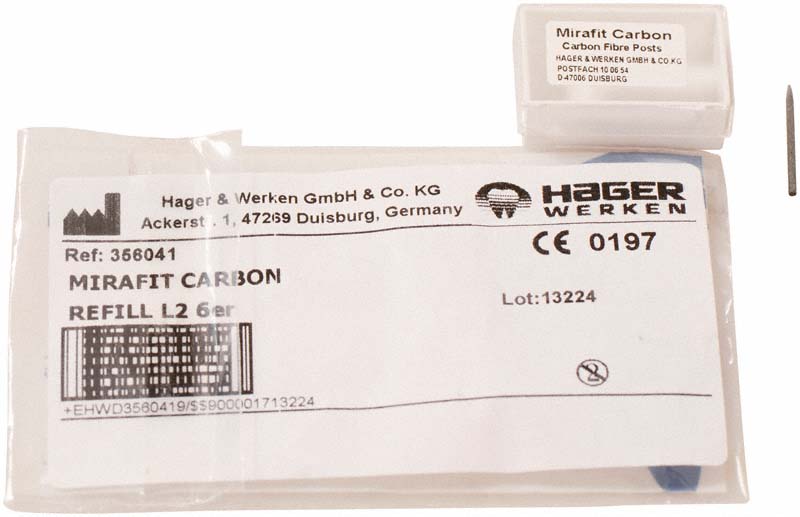 Mirafit Carbon
Carbon Fibre Posts
HAGER & WERKEN GMBH & CO.KG
POSTFACH 10 06 54
D-47006 DUISBURG
Hager & Werken GmbH & Co. KG
Ackerstr. 1, 47269 Duisburg, Germany
HAGER
WERKEN
CE 0197
Ref: 356041
MIRAFIT CARBON
REFILL L2 6er
Lot:13224
2
+EHWD3560419/$$900001713224